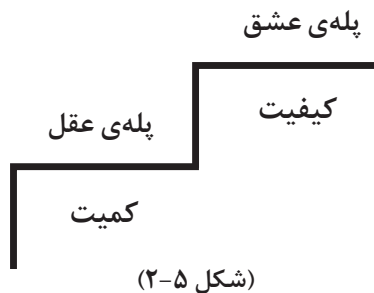 پله‌ی عشق
کیفیت
پله‌ی عقل
کمیت
(شکل ۵-۲)